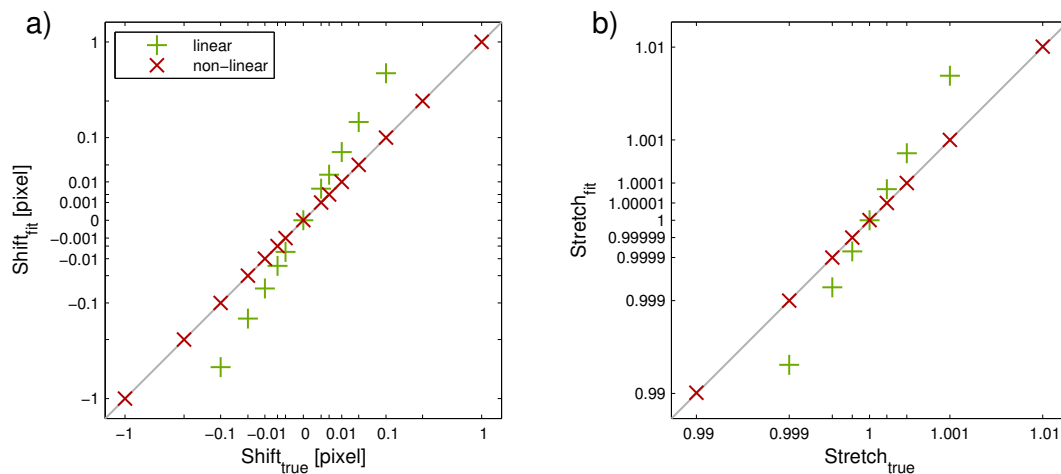 a)
linear
non−linear
1
0.1
0.01
0.001
0
−0.001
−0.01
−0.1
−1
Shift_fit [pixel]
−1 −0.1 −0.01 0 0.01 0.1 1
Shift_true [pixel]
b)
1.01
1.001
1.0001
1.00001
1
0.99999
0.9999
0.999
0.99
Stretch_fit
0.99 0.999 1 1.001 1.01
Stretch_true